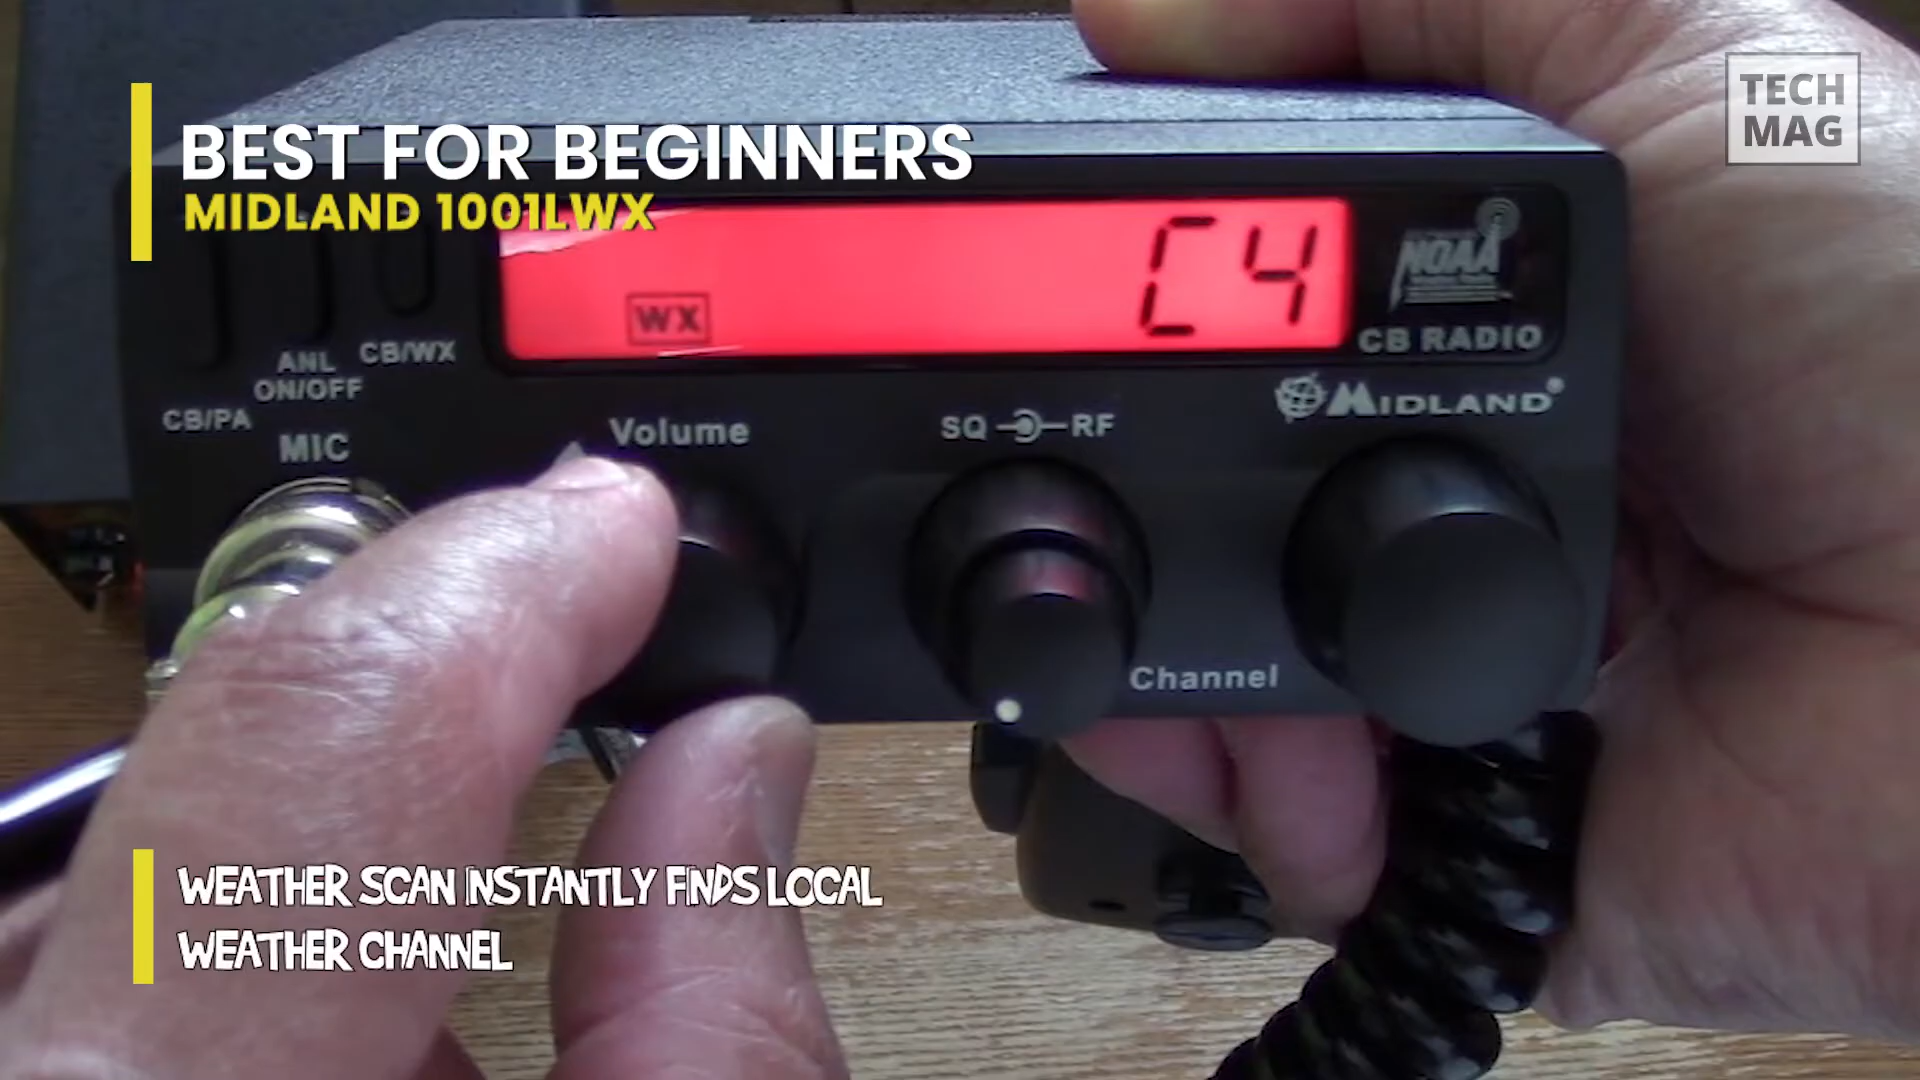 BEST FOR BEGINNERS
MIDLAND 1001LWX
TECH
MAG
WX
C4
NOAA
CB RADIO
MIDLAND®
CB/WX
ANL
ON/OFF
CB/PA
MIC
Volume
SQ RF
Channel
WEATHER SCAN INSTANTLY FINDS LOCAL
WEATHER CHANNEL